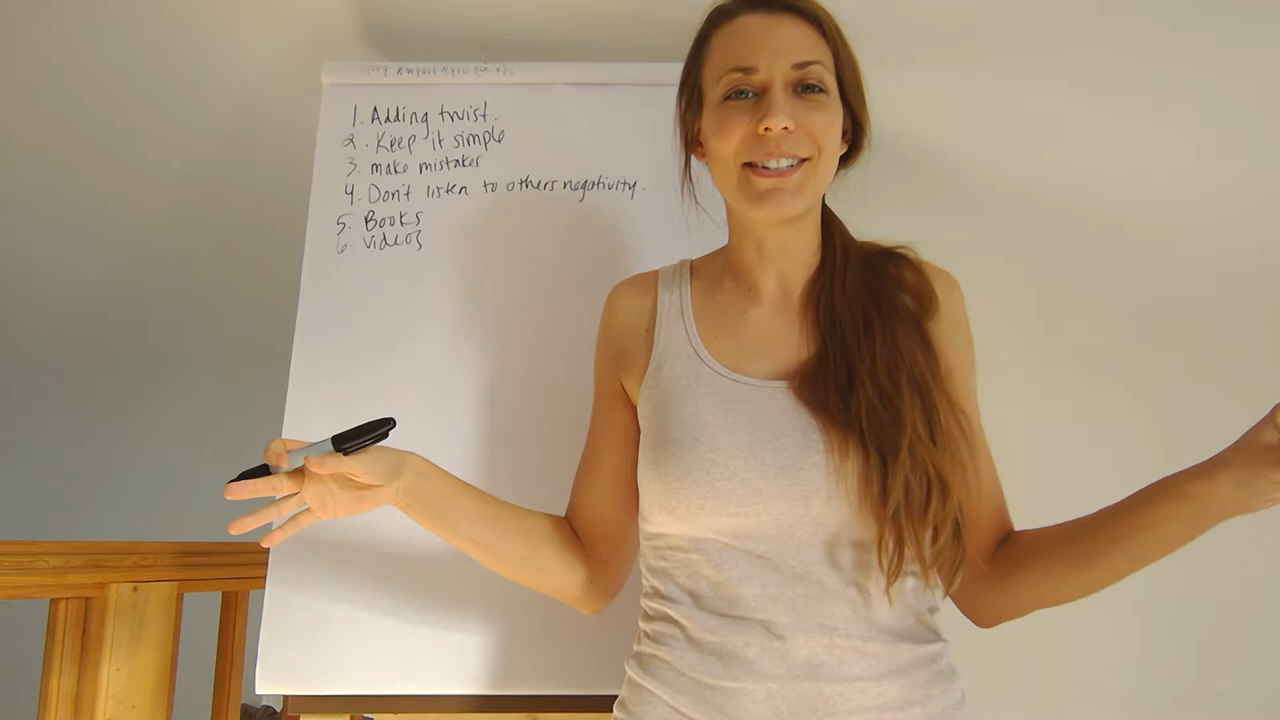 1. Adding twist.
2. Keep it simple
3. make mistakes
4. Don't listen to others negativity.
5. Books
6. videos